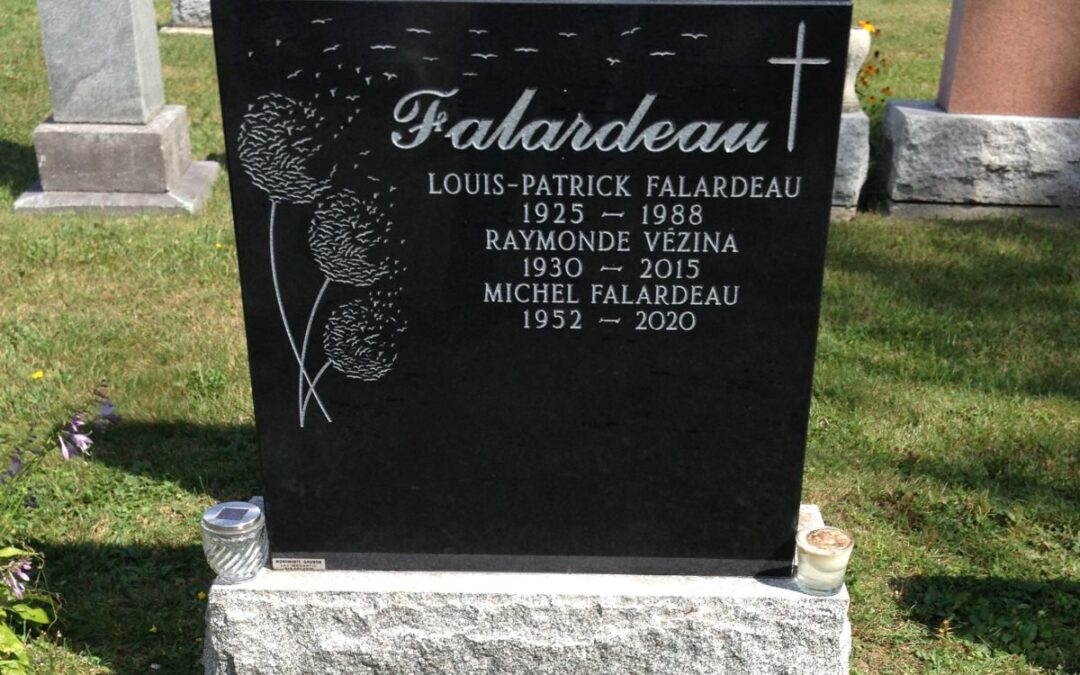 Falardeau
LOUIS-PATRICK FALARDEAU
1925 — 1988
RAYMONDE VÉZINA
1930 — 2015
MICHEL FALARDEAU
1952 — 2020